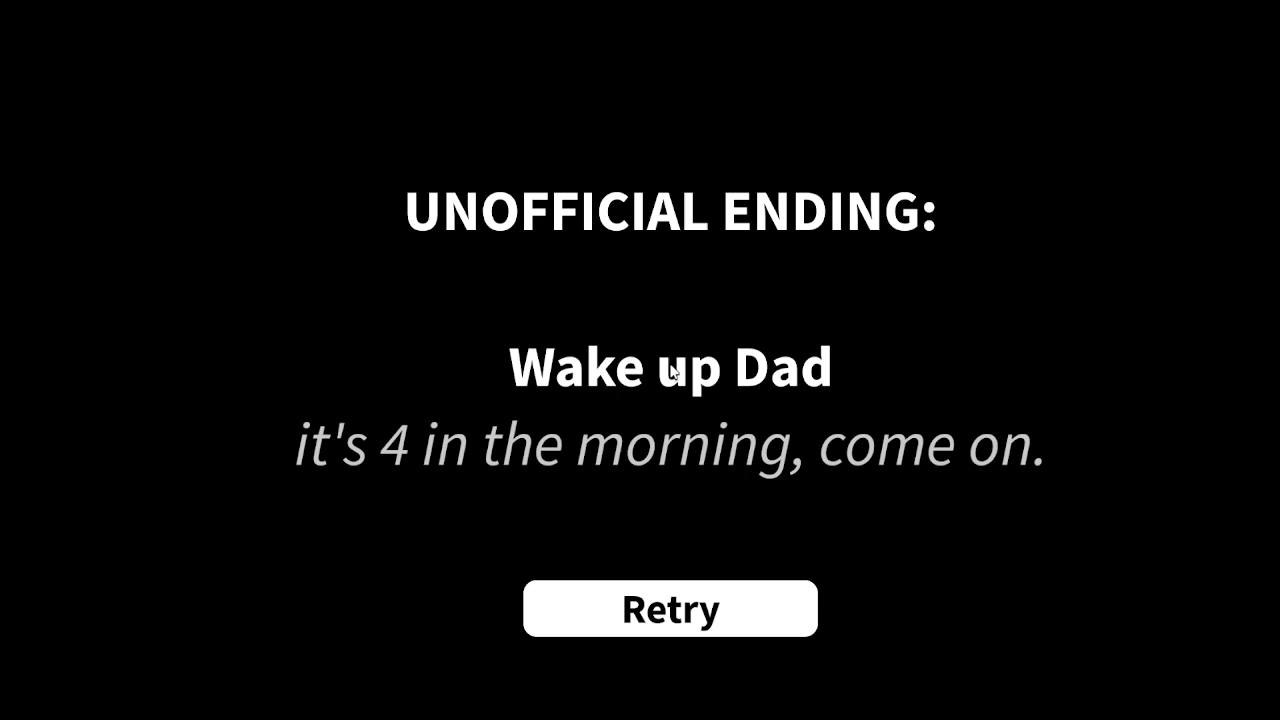 UNOFFICIAL ENDING:
Wake up Dad
it's 4 in the morning, come on.
Retry